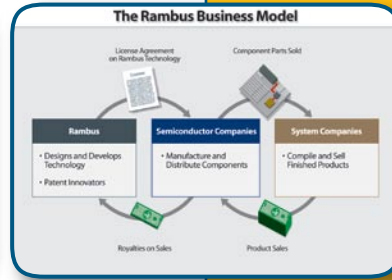 The Rambus Business Model
License Agreement
on Rambus Technology
Component Parts Sold
Rambus
• Designs and Develops
Technology
• Patent Innovators
Semiconductor Companies
• Manufacture and
Distribute Components
System Companies
• Compile and Sell
Finished Products
Royalties on Sales
Product Sales